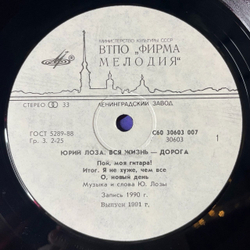 МИНИСТЕРСТВО КУЛЬТУРЫ СССР
ВТПО „ФИРМА
МЕЛОДИЯ"
СТЕРЕО 33
ЛЕНИНГРАДСКИЙ ЗАВОД
ГОСТ 5289-88
Гр. 3. 2-25
С60 30603 007
30603
1
ЮРИЙ ЛОЗА. ВСЯ ЖИЗНЬ — ДОРОГА
Пой, моя гитара!
Итог. Я не хуже, чем все
О, новый день
Музыка и слова Ю. Лозы
Запись 1990 г.
Выпуск 1991 г.